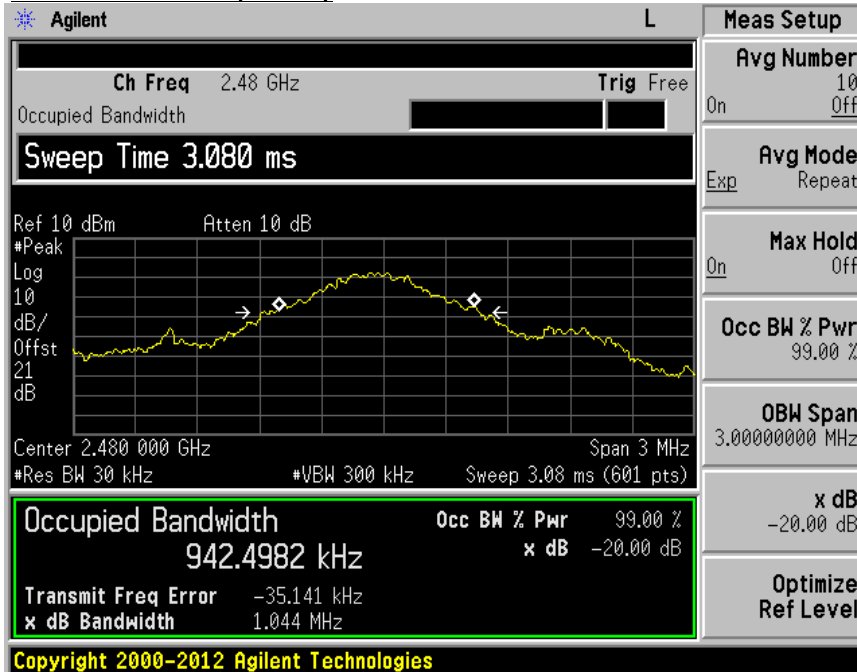 Agilent L
Ch Freq 2.48 GHz Trig Free
Occupied Bandwidth
Sweep Time 3.080 ms
Ref 10 dBm Atten 10 dB
#Peak
Log
10
dB/
Offst
21
dB
Center 2.480 000 GHz Span 3 MHz
#Res BW 30 kHz #VBW 300 kHz Sweep 3.08 ms (601 pts)
Occupied Bandwidth
942.4982 kHz
Occ BW % Pwr 99.00 %
x dB -20.00 dB
Transmit Freq Error -35.141 kHz
x dB Bandwidth 1.044 MHz
Copyright 2000-2012 Agilent Technologies
Meas Setup
Avg Number
10
On Off
Avg Mode
Exp Repeat
Max Hold
On Off
Occ BW % Pwr
99.00 %
OBW Span
3.00000000 MHz
x dB
-20.00 dB
Optimize
Ref Level